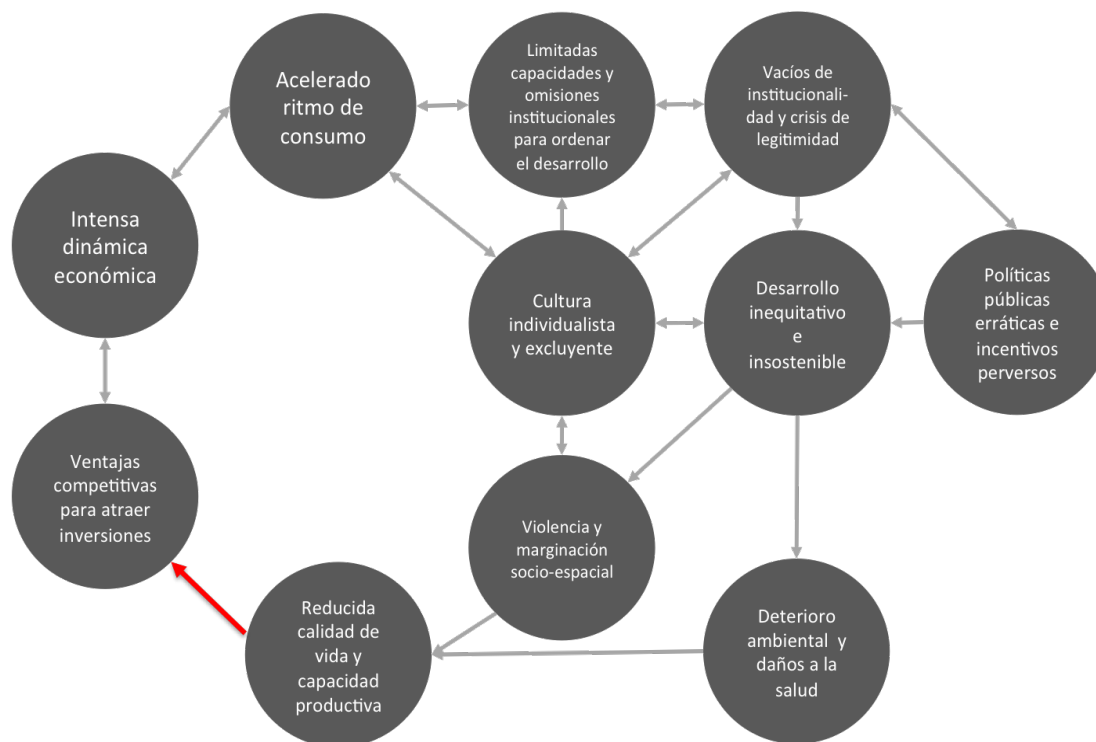 Acelerado
ritmo de
consumo
Limitadas
capacidades y
omisiones
institucionales
para ordenar
el desarrollo
Vacíos de
institucionali-
dad y crisis de
legitimidad
Intensa
dinámica
económica
Cultura
individualista
y excluyente
Desarrollo
inequitativo
e
insostenible
Políticas
públicas
erráticas e
incentivos
perversos
Ventajas
competitivas
para atraer
inversiones
Violencia y
marginación
socio-espacial
Reducida
calidad de
vida y
capacidad
productiva
Deterioro
ambiental y
daños a la
salud